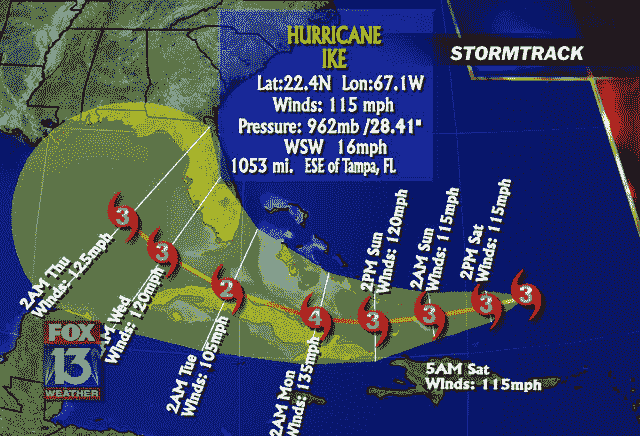 HURRICANE
IKE
Lat:22.4N Lon:67.1W
Winds: 115 mph
Pressure: 962mb /28.41"
WSW 16mph
1053 mi. ESE of Tampa, FL
STORMTRACK
2PM Sun
Winds: 120mph
2AM Sun
Winds: 115mph
2PM Sat
Winds: 115mph
3
3
2
4
3
3
3
3
2AM Thu
Winds: 125mph
AM Wed
Winds: 120mph
2AM Tue
Winds: 105mph
2AM Mon
Winds: 135mph
5AM Sat
Winds: 115mph
FOX
13
WEATHER